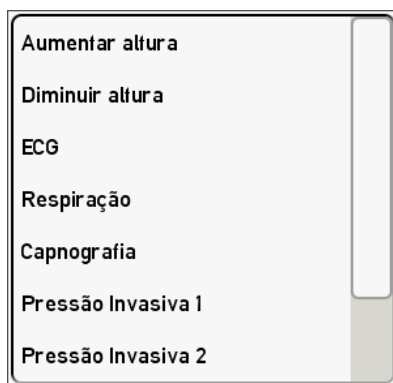 Aumentar altura
Diminuir altura
ECG
Respiração
Capnografia
Pressão Invasiva 1
Pressão Invasiva 2